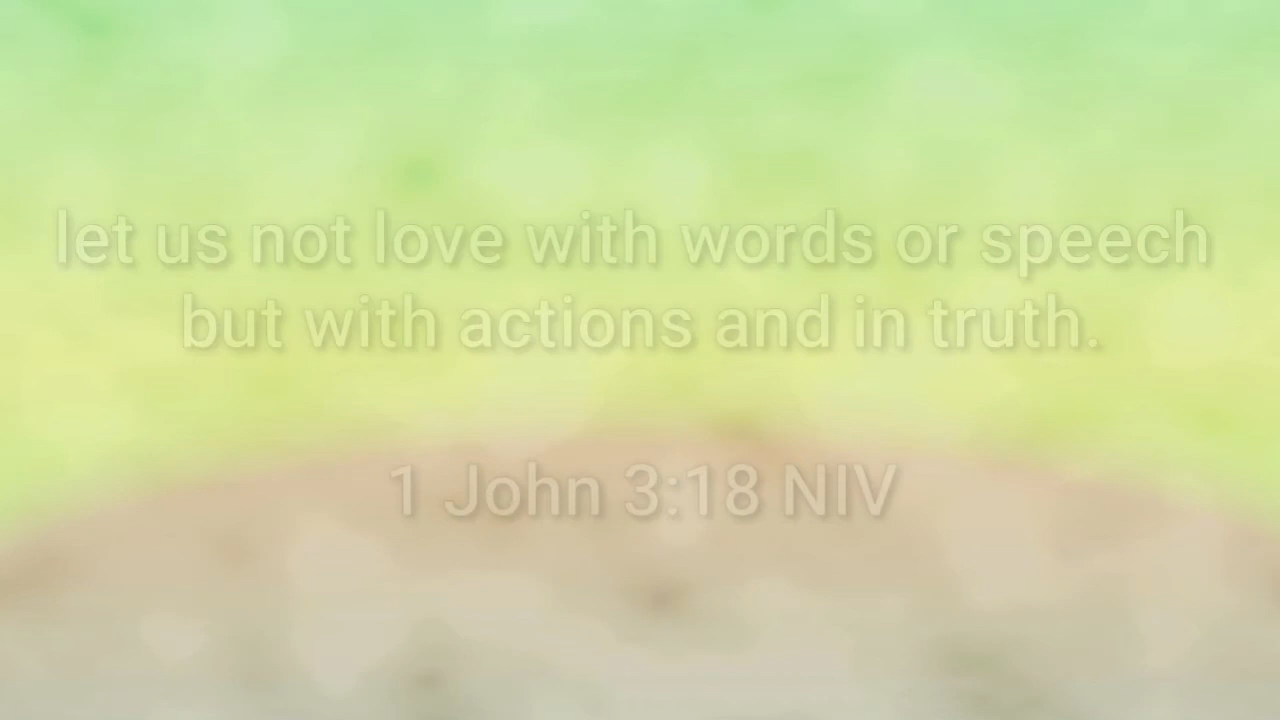 let us not love with words or speech
but with actions and in truth.
1 John 3:18 NIV